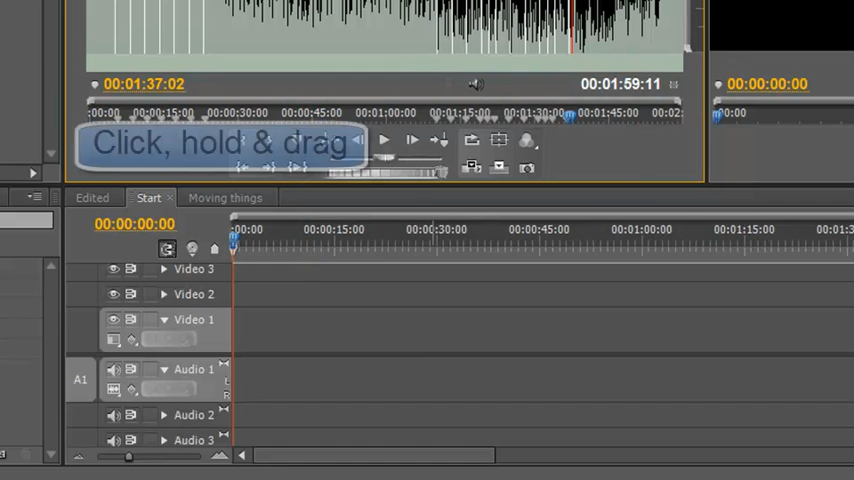 00:01:37:02
00:01:59:11
00:00:00:00
:00:00
00:00:15:00
00:00:30:00
00:00:45:00
00:01:00:00
00:01:15:00
00:01:30:00
00:01:45:00
00:02:
00:00
Click, hold & drag
Edited
Start
Moving things
00:00:00:00
:00:00
00:00:15:00
00:00:30:00
00:00:45:00
00:01:00:00
00:01:15:00
00:01:3
Video 3
Video 2
Video 1
A1
Audio 1
L
R
Audio 2
Audio 3